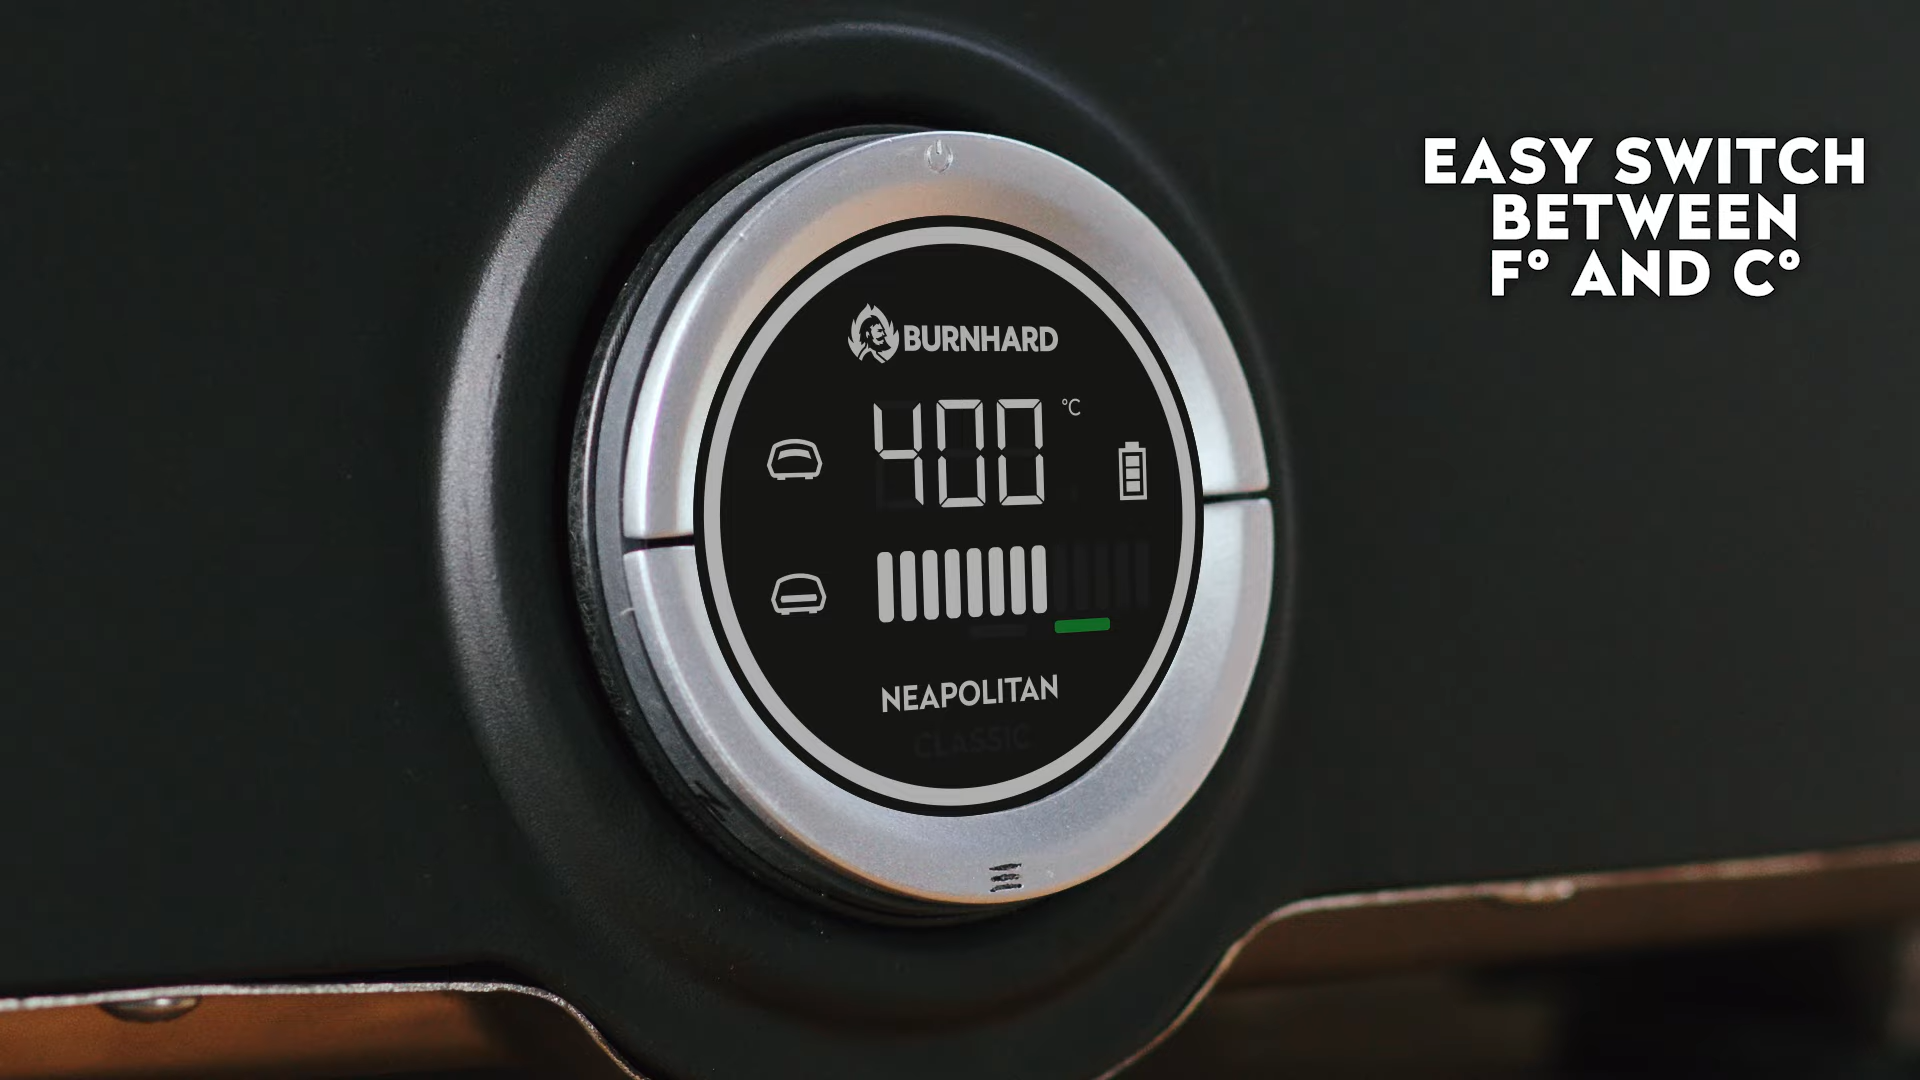 EASY SWITCH
BETWEEN
F° AND C°
BURNHARD
400 °C
NEAPOLITAN
CLASSIC